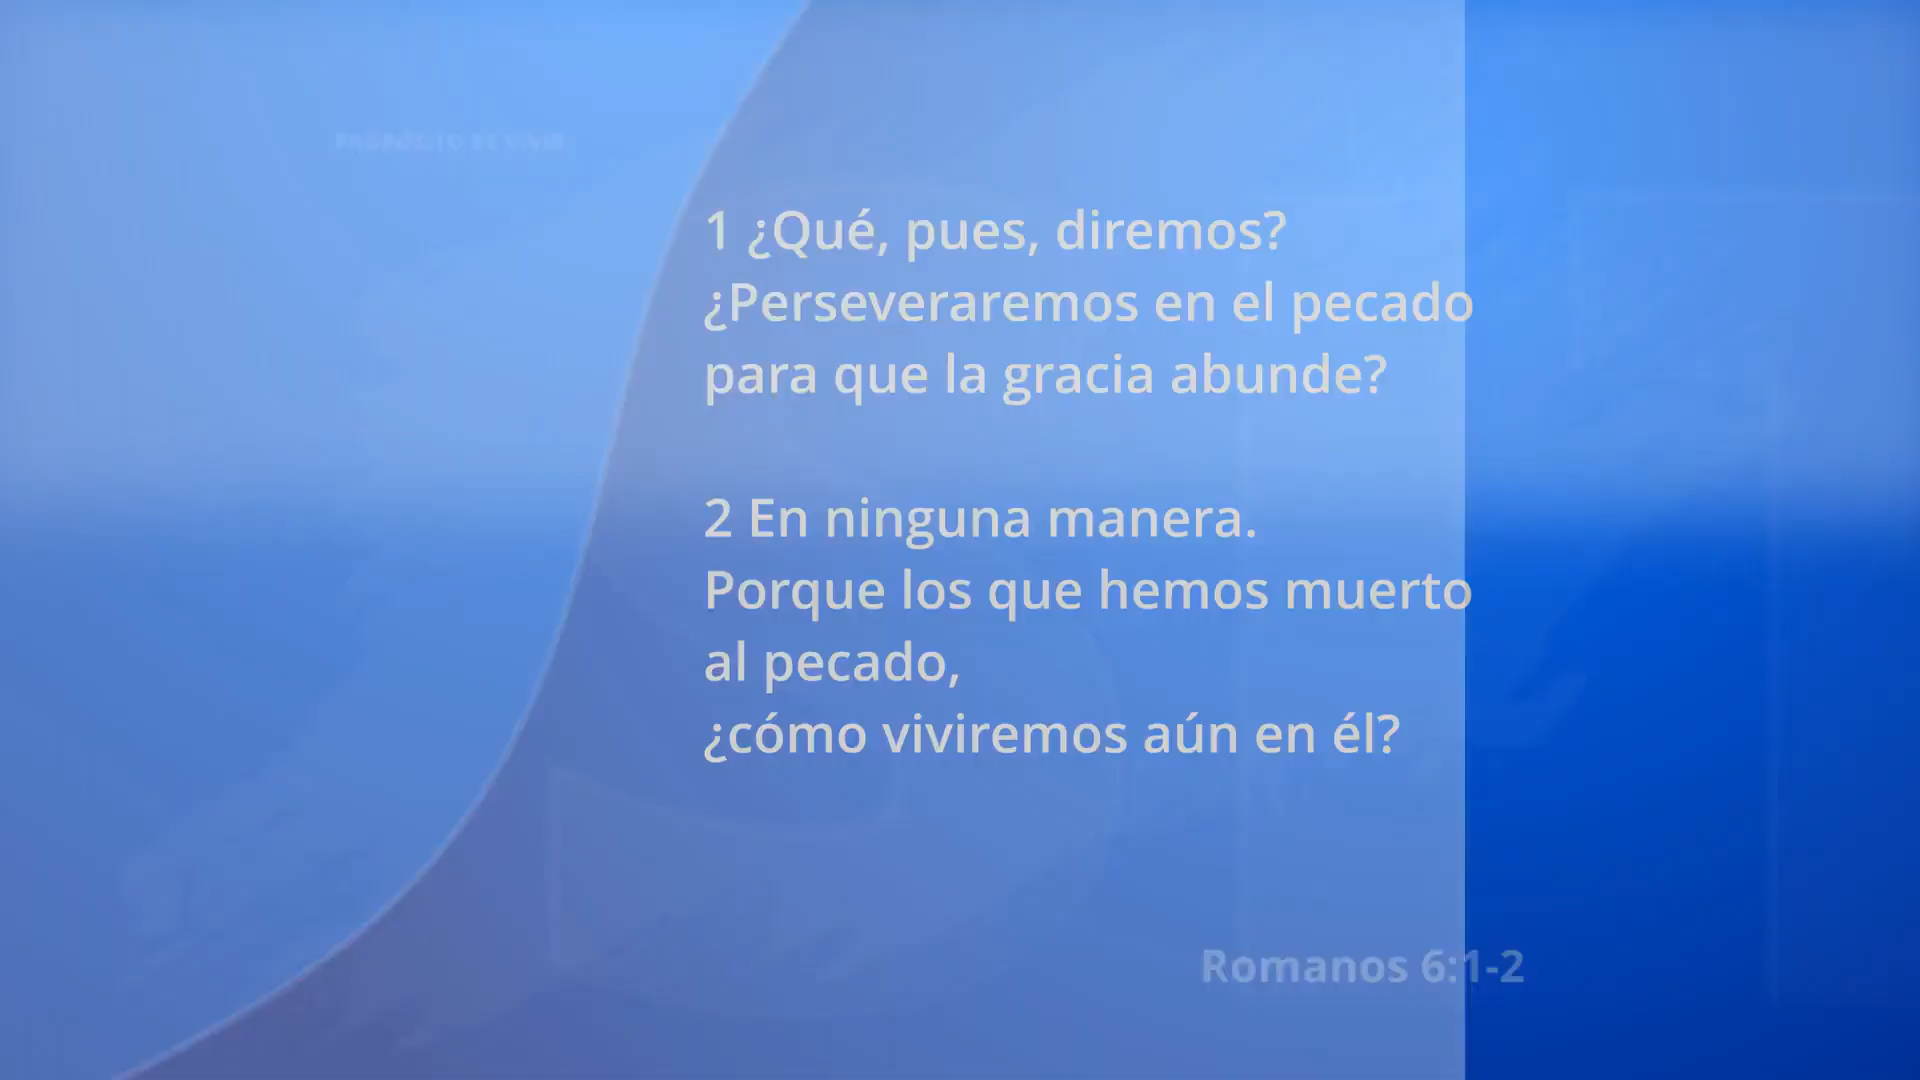 1 ¿Qué, pues, diremos?
¿Perseveraremos en el pecado
para que la gracia abunde?
2 En ninguna manera.
Porque los que hemos muerto
al pecado,
¿cómo viviremos aún en él?
Romanos 6:1-2